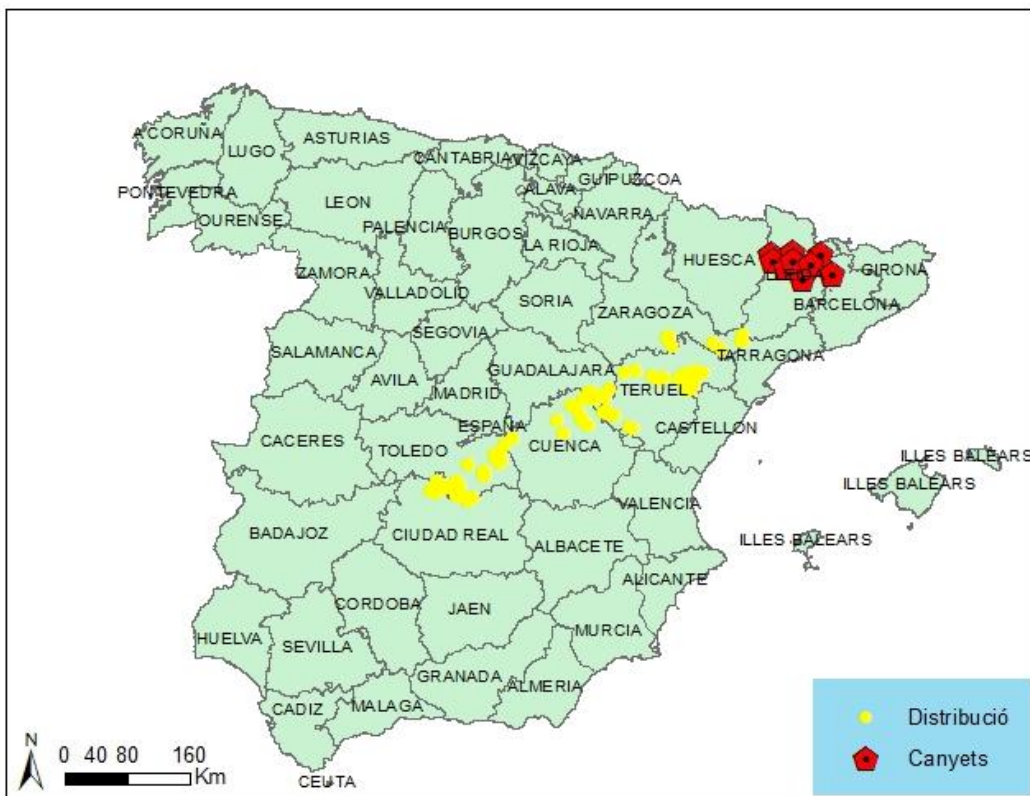 A CORUÑA
LUGO
ASTURIAS
CANTABRIA
VIZCAYA
GUIPUZCOA
ALAVA
NAVARRA
PONTEVEDRA
OURENSE
LEON
PALENCIA
BURGOS
LA RIOJA
HUESCA
GIRONA
BARCELONA
ZAMORA
VALLADOLID
SORIA
ZARAGOZA
TARRAGONA
SEGOVIA
SALAMANCA
AVILA
MADRID
GUADALAJARA
TERUEL
CASTELLON
ESPAÑA
CACERES
TOLEDO
CUENCA
ILLES BALEARS
ILLES BALEARS
ILLES BALEARS
VALENCIA
BADAJOZ
CIUDAD REAL
ALBACETE
ALICANTE
CORDOBA
JAEN
MURCIA
HUELVA
SEVILLA
GRANADA
ALMERIA
CADIZ
MALAGA
CEUTA
N
0 40 80 160
Km
Distribució
Canyets